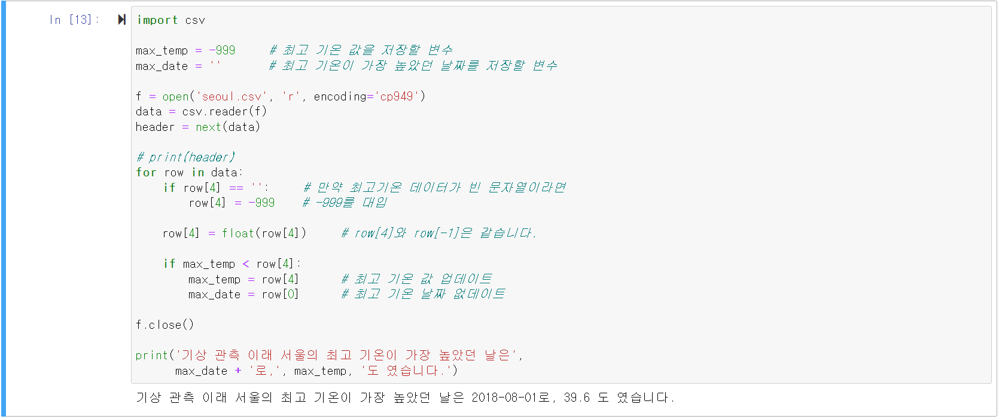 In [13]:
import csv
max_temp = -999 # 최고 기온 값을 저장할 변수
max_date = '' # 최고 기온이 가장 높았던 날짜를 저장할 변수
f = open('seoul.csv', 'r', encoding='cp949')
data = csv.reader(f)
header = next(data)
# print(header)
for row in data:
if row[4] == '': # 만약 최고기온 데이터가 빈 문자열이라면
row[4] = -999 # -999를 대입
row[4] = float(row[4]) # row[4]와 row[-1]은 같습니다.
if max_temp < row[4]:
max_temp = row[4] # 최고 기온 값 업데이트
max_date = row[0] # 최고 기온 날짜 없데이트
f.close()
print('기상 관측 이래 서울의 최고 기온이 가장 높았던 날은',
max_date + '로,', max_temp, '도 였습니다.')
기상 관측 이래 서울의 최고 기온이 가장 높았던 날은 2018-08-01로, 39.6 도 였습니다.